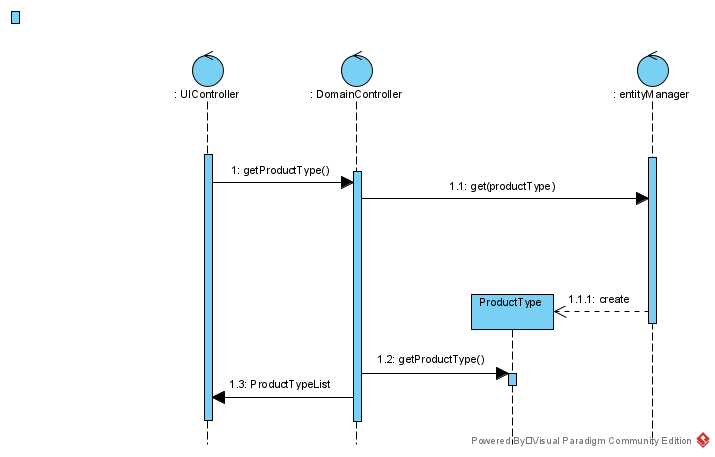 : UIController
: DomainController
: entityManager
1: getProductType()
1.1: get(productType)
ProductType
1.1.1: create
1.2: getProductType()
1.3: ProductTypeList
Powered By□Visual Paradigm Community Edition